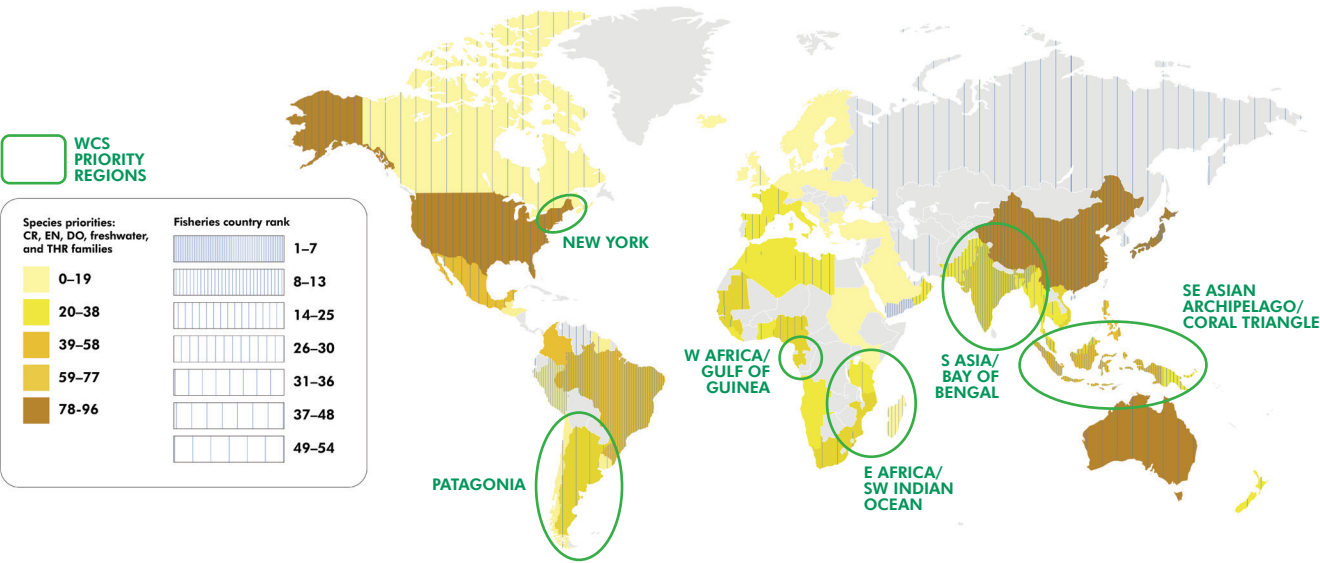 WCS
PRIORITY
REGIONS
Species priorities:
CR, EN, DO, freshwater,
and THR families
0–19
20–38
39–58
59–77
78-96
Fisheries country rank
1–7
8–13
14–25
26–30
31–36
37–48
49–54
NEW YORK
PATAGONIA
W AFRICA/
GULF OF
GUINEA
E AFRICA/
SW INDIAN
OCEAN
S ASIA/
BAY OF
BENGAL
SE ASIAN
ARCHIPELAGO/
CORAL TRIANGLE